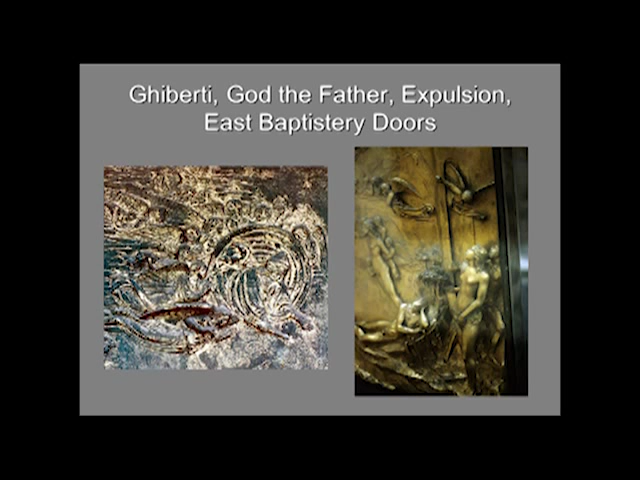 Ghiberti, God the Father, Expulsion,
East Baptistery Doors